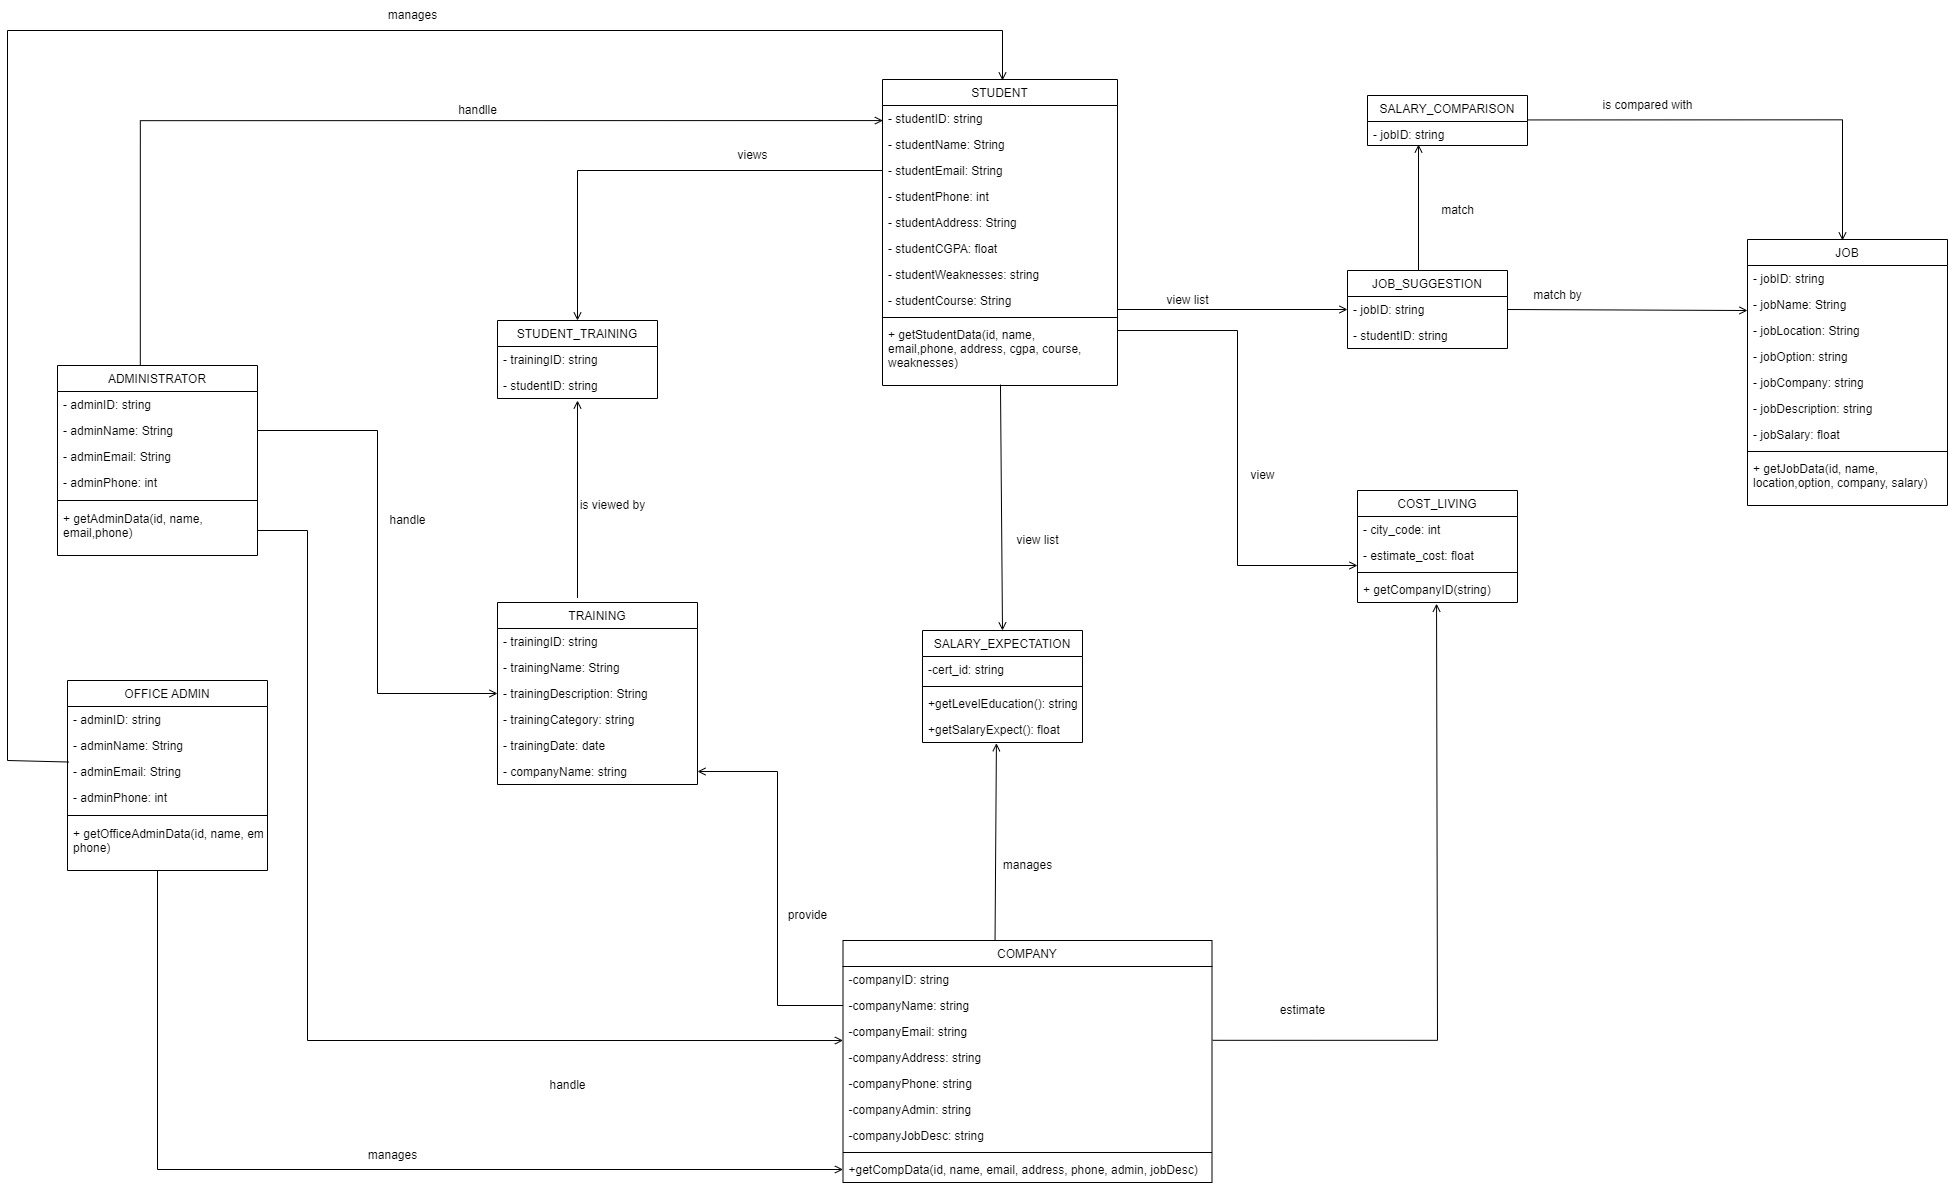 manages
handlle
views
STUDENT
- studentID: string
- studentName: String
- studentEmail: String
- studentPhone: int
- studentAddress: String
- studentCGPA: float
- studentWeaknesses: string
- studentCourse: String
+ getStudentData(id, name,
email,phone, address, cgpa, course,
weaknesses)
SALARY_COMPARISON
- jobID: string
is compared with
match
JOB_SUGGESTION
- jobID: string
- studentID: string
view list
match by
JOB
- jobID: string
- jobName: String
- jobLocation: String
- jobOption: string
- jobCompany: string
- jobDescription: string
- jobSalary: float
+ getJobData(id, name,
location,option, company, salary)
STUDENT_TRAINING
- trainingID: string
- studentID: string
ADMINISTRATOR
- adminID: string
- adminName: String
- adminEmail: String
- adminPhone: int
+ getAdminData(id, name,
email,phone)
handle
is viewed by
view list
view
COST_LIVING
- city_code: int
- estimate_cost: float
+ getCompanyID(string)
TRAINING
- trainingID: string
- trainingName: String
- trainingDescription: String
- trainingCategory: string
- trainingDate: date
- companyName: string
SALARY_EXPECTATION
-cert_id: string
+getLevelEducation(): string
+getSalaryExpect(): float
OFFICE ADMIN
- adminID: string
- adminName: String
- adminEmail: String
- adminPhone: int
+ getOfficeAdminData(id, name, em
phone)
manages
provide
COMPANY
-companyID: string
-companyName: string
-companyEmail: string
-companyAddress: string
-companyPhone: string
-companyAdmin: string
-companyJobDesc: string
+getCompData(id, name, email, address, phone, admin, jobDesc)
estimate
handle
manages